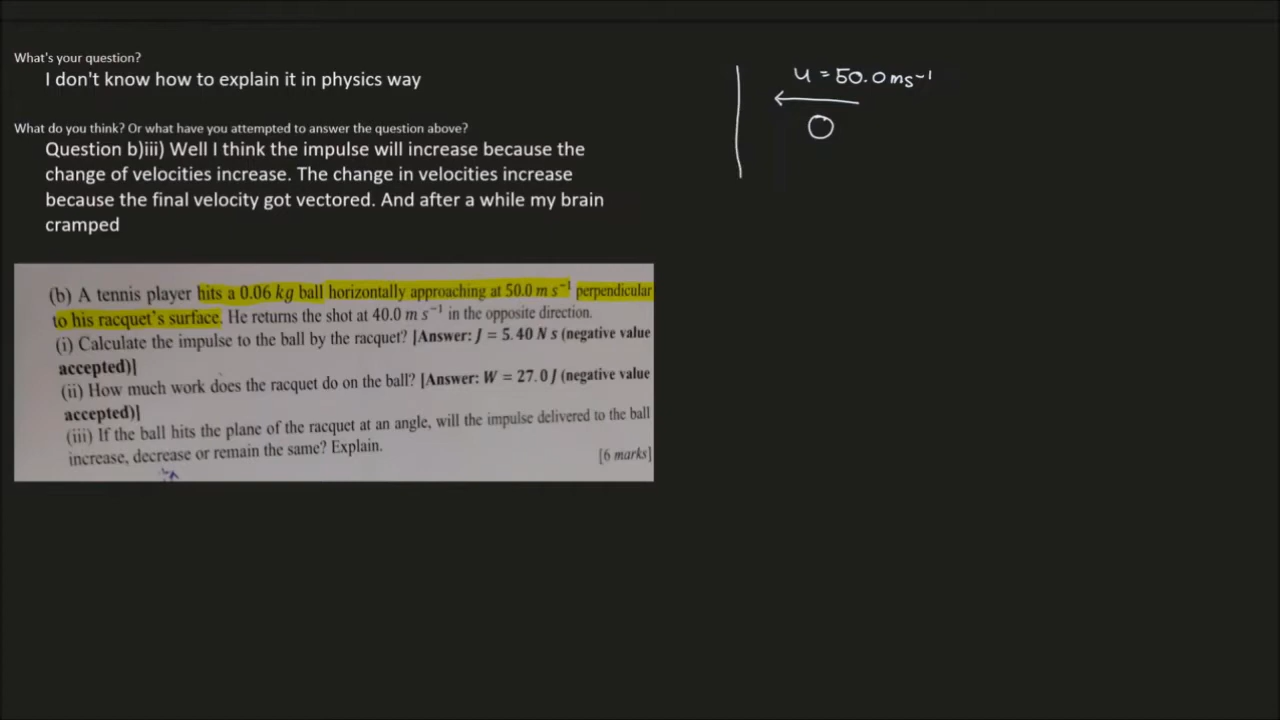 What's your question?
I don't know how to explain it in physics way
What do you think? Or what have you attempted to answer the question above?
Question b)iii) Well I think the impulse will increase because the
change of velocities increase. The change in velocities increase
because the final velocity got vectored. And after a while my brain
cramped
(b) A tennis player hits a 0.06 kg ball horizontally approaching at 50.0 m s⁻¹ perpendicular
to his racquet's surface. He returns the shot at 40.0 m s⁻¹ in the opposite direction.
(i) Calculate the impulse to the ball by the racquet? [Answer: J = 5.40 N s (negative value
accepted)]
(ii) How much work does the racquet do on the ball? [Answer: W = 27.0 J (negative value
accepted)]
(iii) If the ball hits the plane of the racquet at an angle, will the impulse delivered to the ball
increase, decrease or remain the same? Explain.
[6 marks]
u = 50.0 ms⁻¹